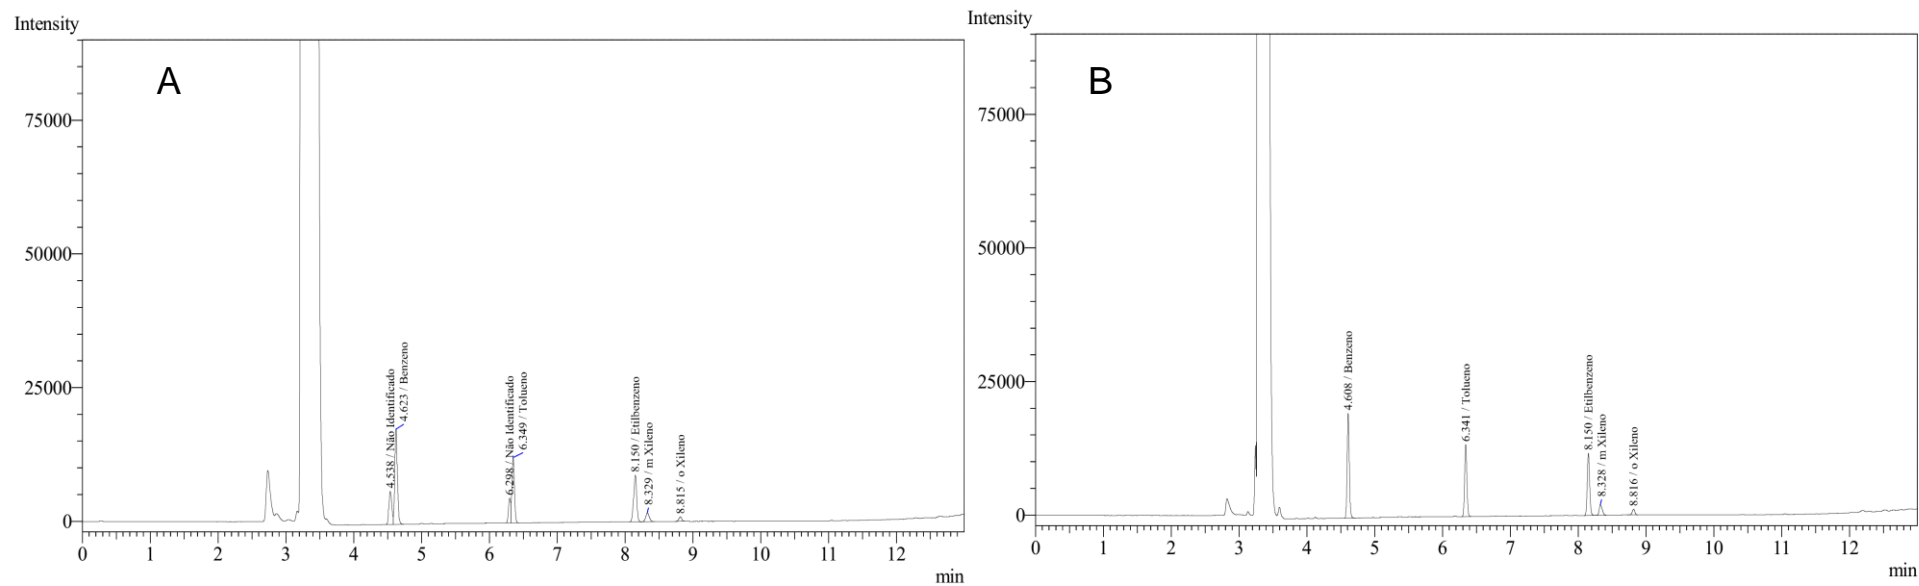 Intensity
A
75000
50000
25000
0
4.538 / Não Identificado
4.623 / Benzeno
6.298 / Não Identificado
6.349 / Tolueno
8.150 / Etilbenzeno
8.329 / m Xileno
8.815 / o Xileno
0 1 2 3 4 5 6 7 8 9 10 11 12
min
Intensity
B
75000
50000
25000
0
4.608 / Benzeno
6.341 / Tolueno
8.150 / Etilbenzeno
8.328 / m Xileno
8.816 / o Xileno
0 1 2 3 4 5 6 7 8 9 10 11 12
min